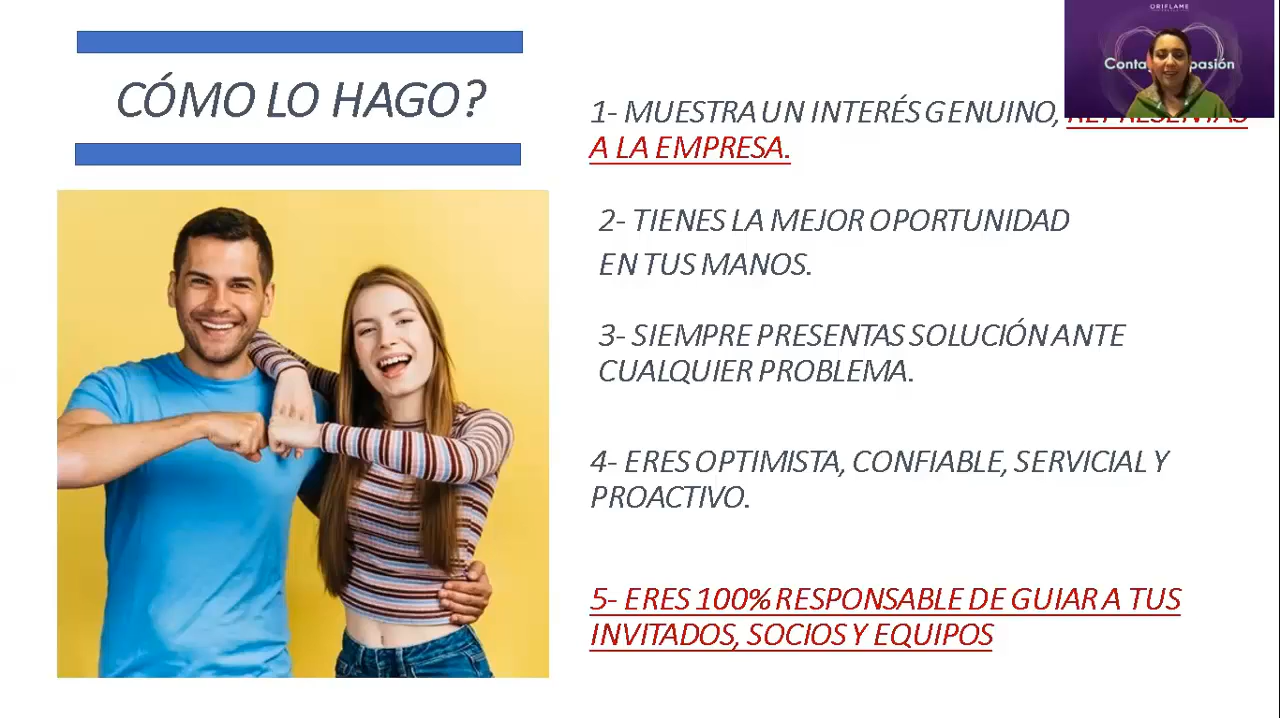 CÓMO LO HAGO?
ORIFLAME
1- MUESTRA UN INTERÉS GENUINO,
A LA EMPRESA.
2- TIENES LA MEJOR OPORTUNIDAD
EN TUS MANOS.
3- SIEMPRE PRESENTAS SOLUCIÓN ANTE
CUALQUIER PROBLEMA.
4- ERES OPTIMISTA, CONFIABLE, SERVICIAL Y
PROACTIVO.
5- ERES 100% RESPONSABLE DE GUIAR A TUS
INVITADOS, SOCIOS Y EQUIPOS